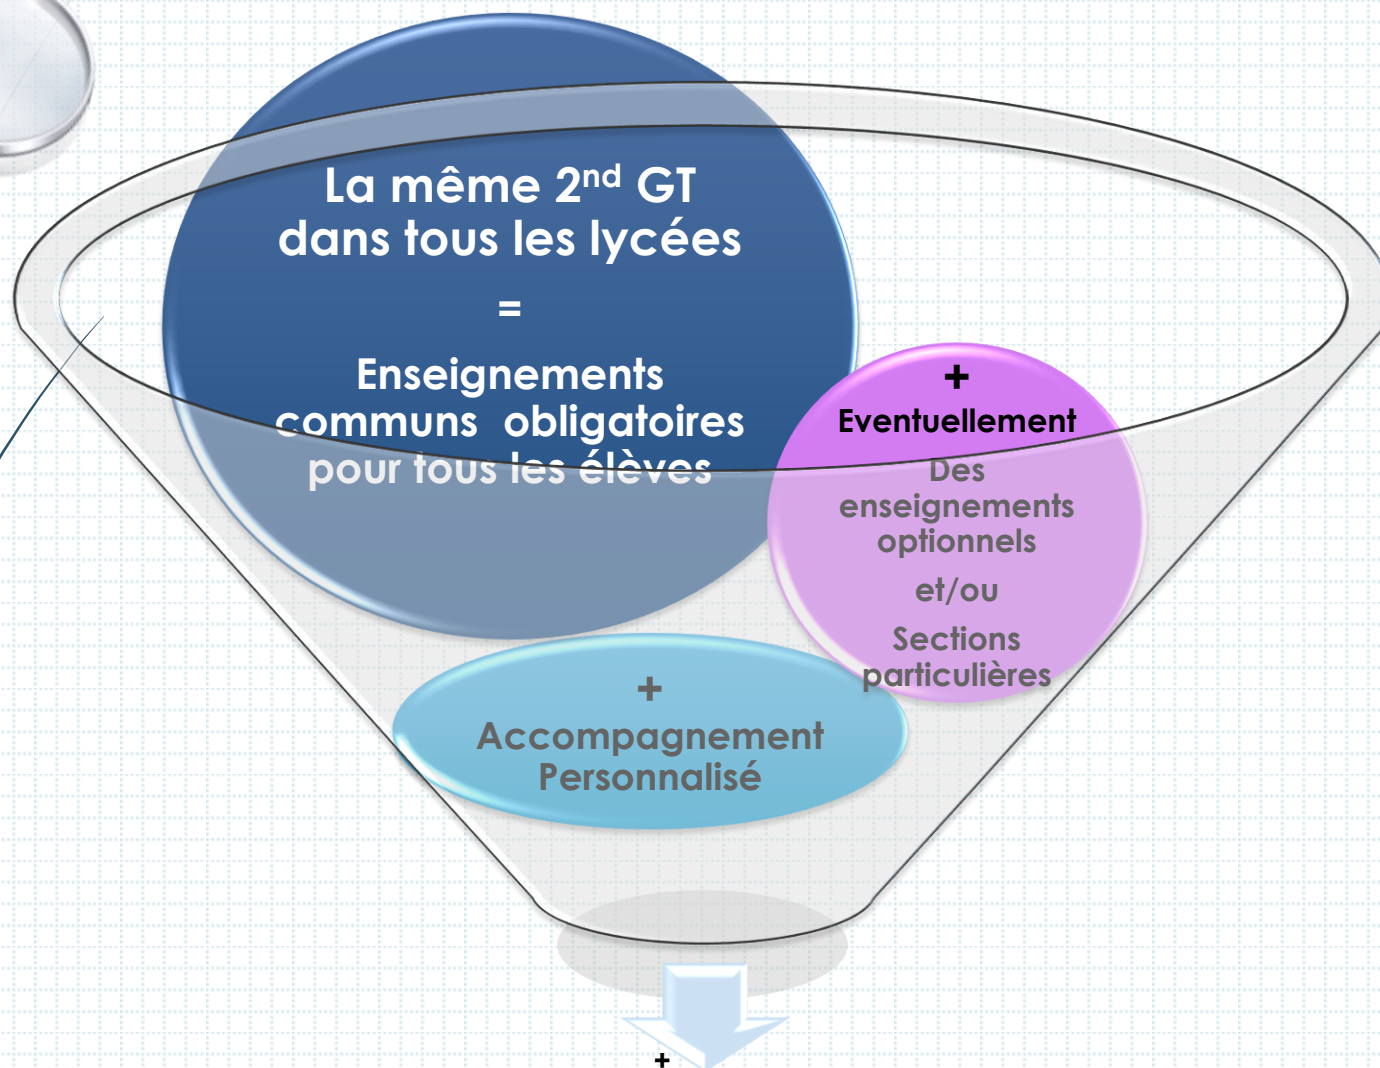 La même 2nd GT
dans tous les lycées
=
Enseignements
communs obligatoires
pour tous les élèves
+
Eventuellement
Des
enseignements
optionnels
et/ou
Sections
particulières
+
Accompagnement
Personnalisé
+